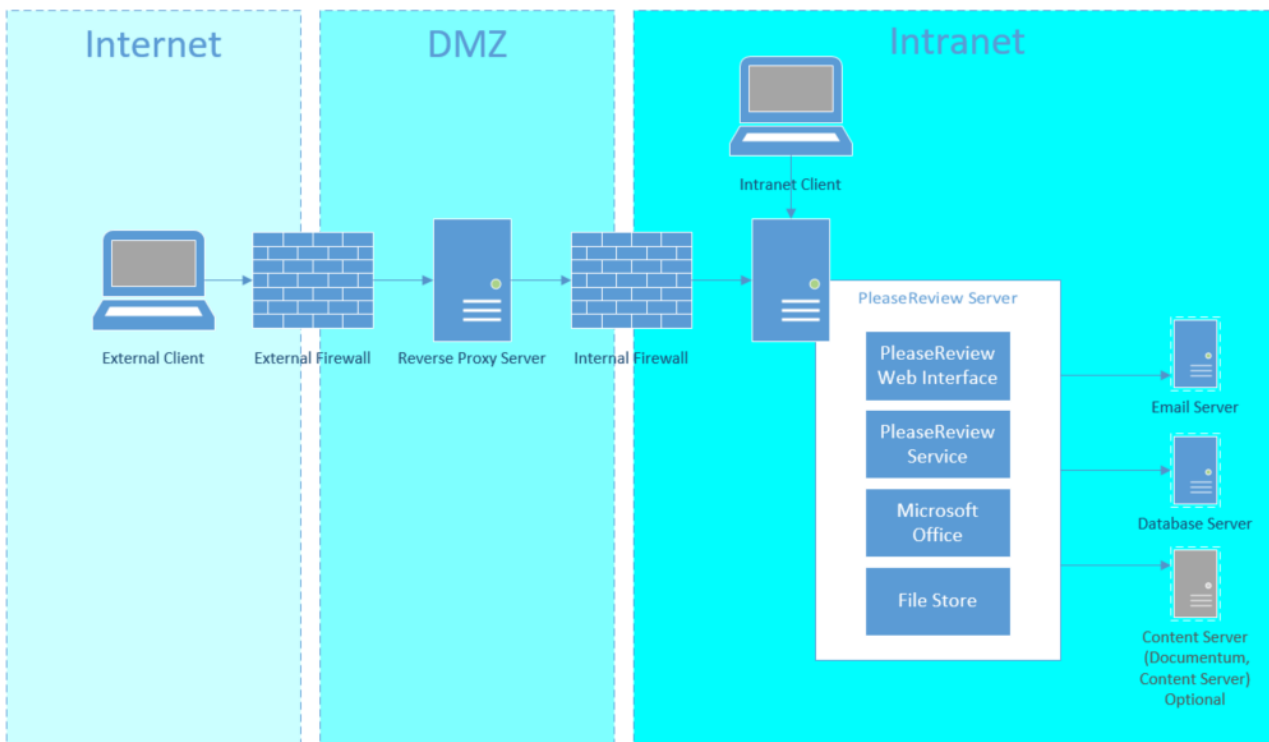 Internet
DMZ
Intranet
Intranet Client
External Client
External Firewall
Reverse Proxy Server
Internal Firewall
PleaseReview Server
PleaseReview
Web Interface
PleaseReview
Service
Microsoft
Office
File Store
Email Server
Database Server
Content Server
(Documentum,
Content Server)
Optional